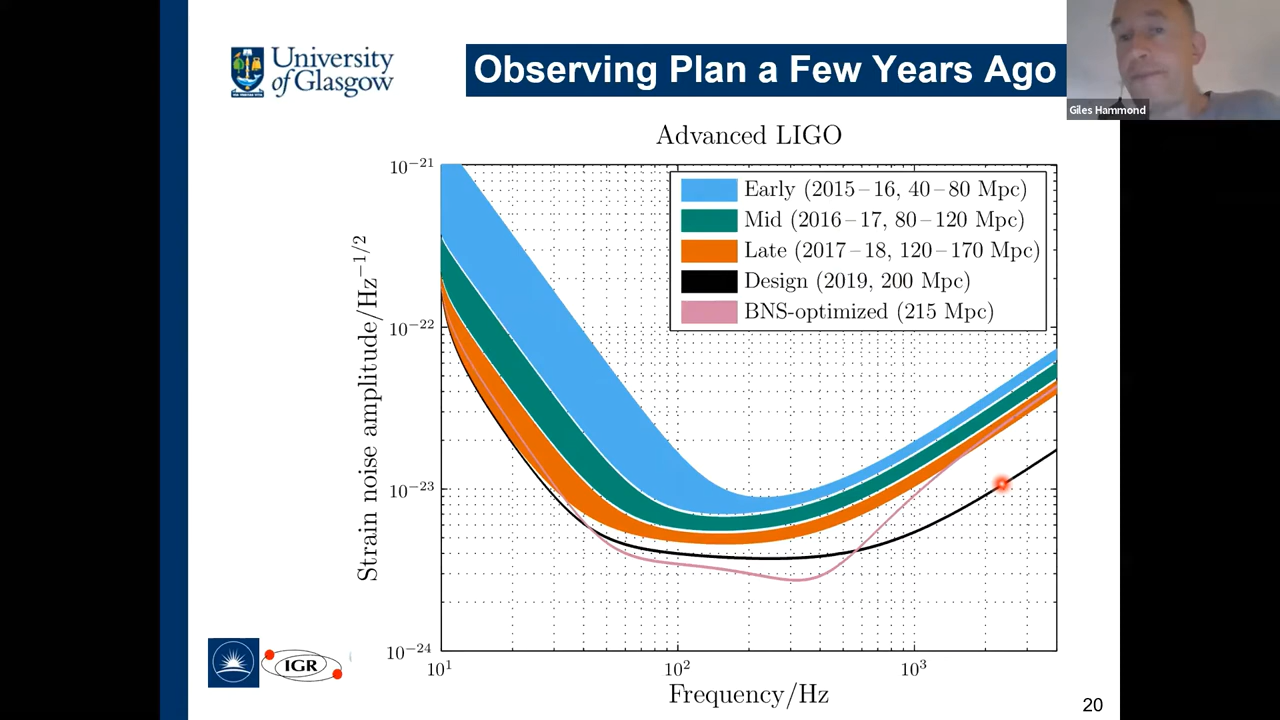 University
of Glasgow
Observing Plan a Few Years Ago
Giles Hammond
Advanced LIGO
Early (2015–16, 40–80 Mpc)
Mid (2016–17, 80–120 Mpc)
Late (2017–18, 120–170 Mpc)
Design (2019, 200 Mpc)
BNS-optimized (215 Mpc)
Strain noise amplitude/Hz^−1/2
10^−21
10^−22
10^−23
10^−24
10^1
10^2
10^3
Frequency/Hz
IGR
20